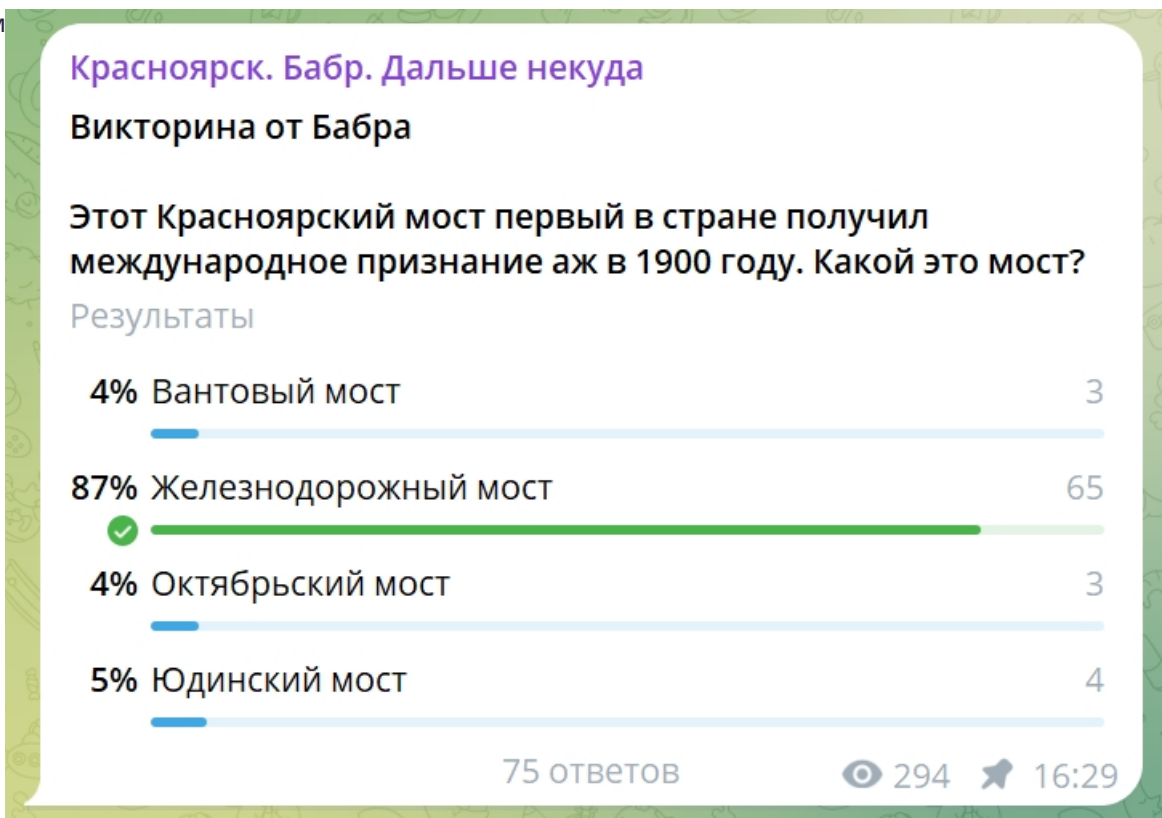 Красноярск. Бабр. Дальше некуда
Викторина от Бабра
Этот Красноярский мост первый в стране получил
международное признание аж в 1900 году. Какой это мост?
Результаты
4% Вантовый мост 3
87% Железнодорожный мост 65
4% Октябрьский мост 3
5% Юдинский мост 4
75 ответов 294 16:29